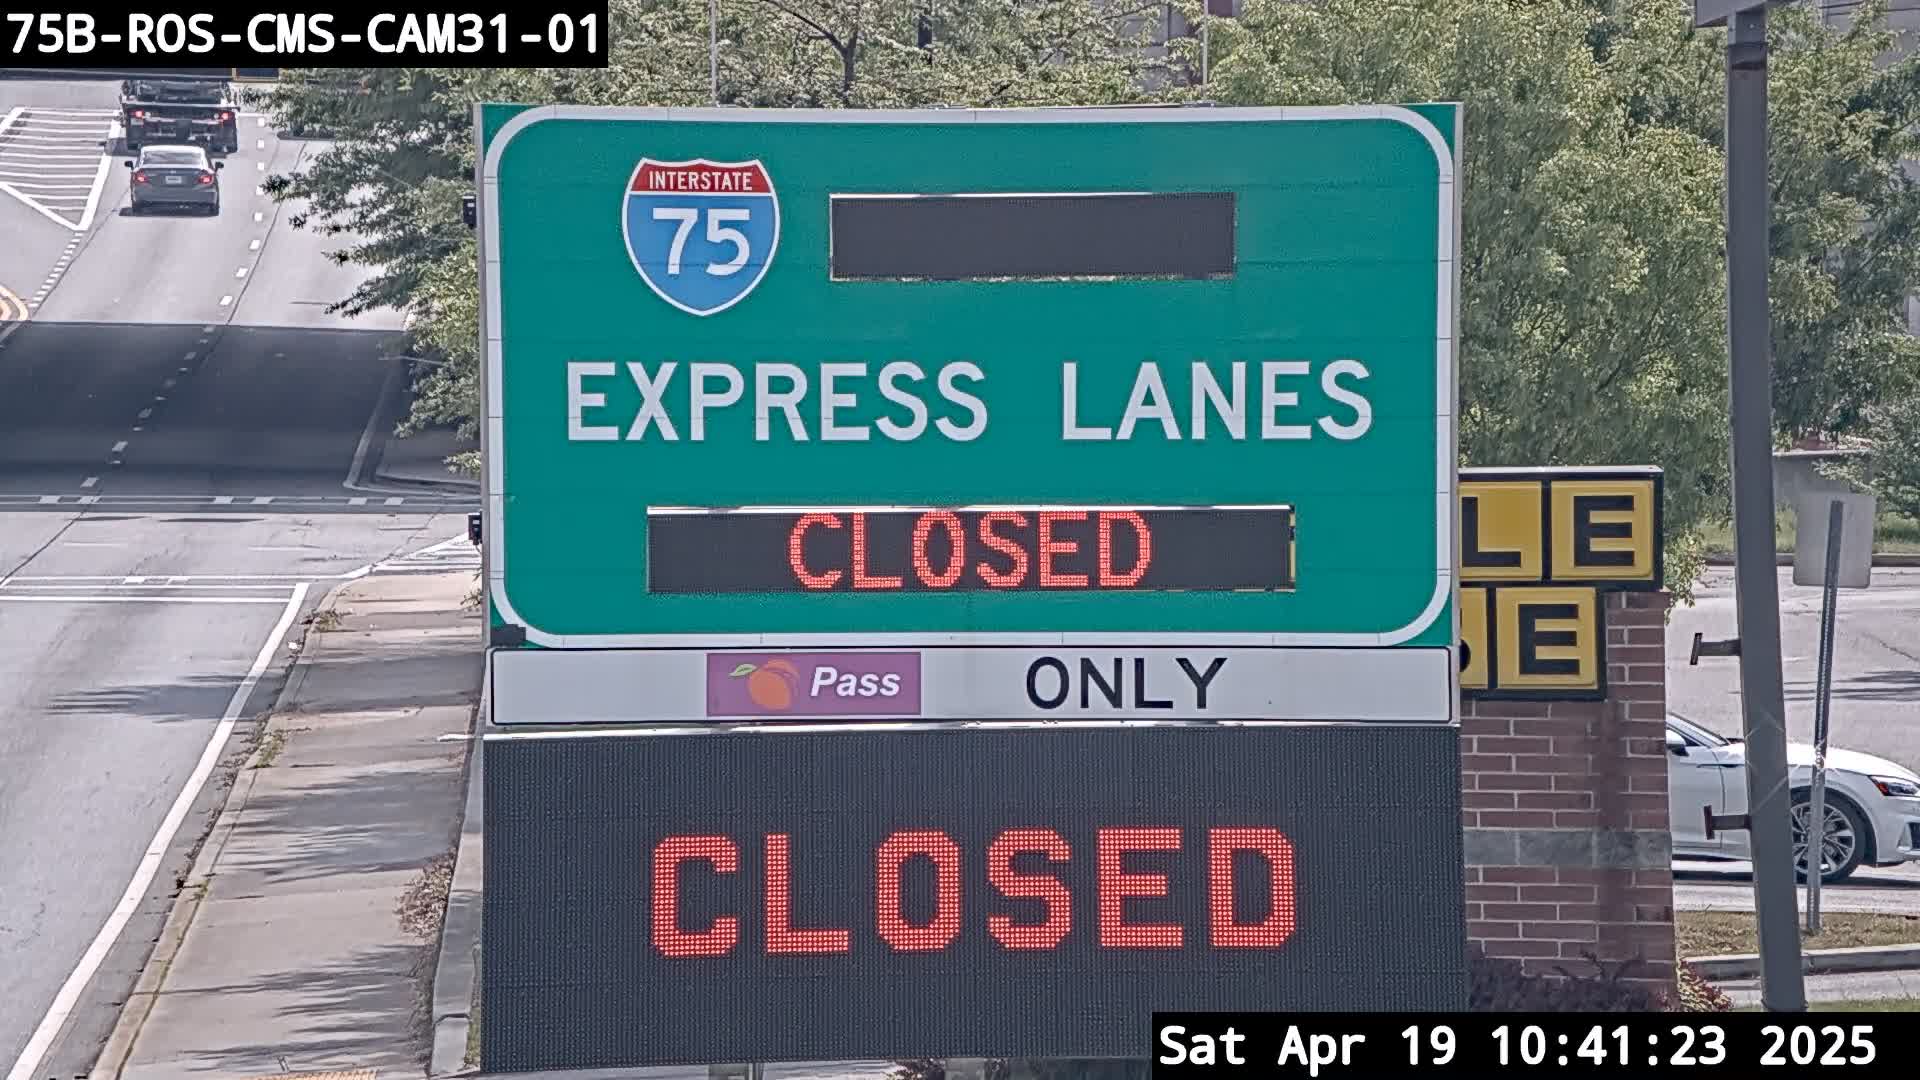 75B-ROS-CMS-CAM31-01
INTERSTATE
75
EXPRESS LANES
CLOSED
Pass ONLY
CLOSED
LE
E
Sat Apr 19 10:41:23 2025